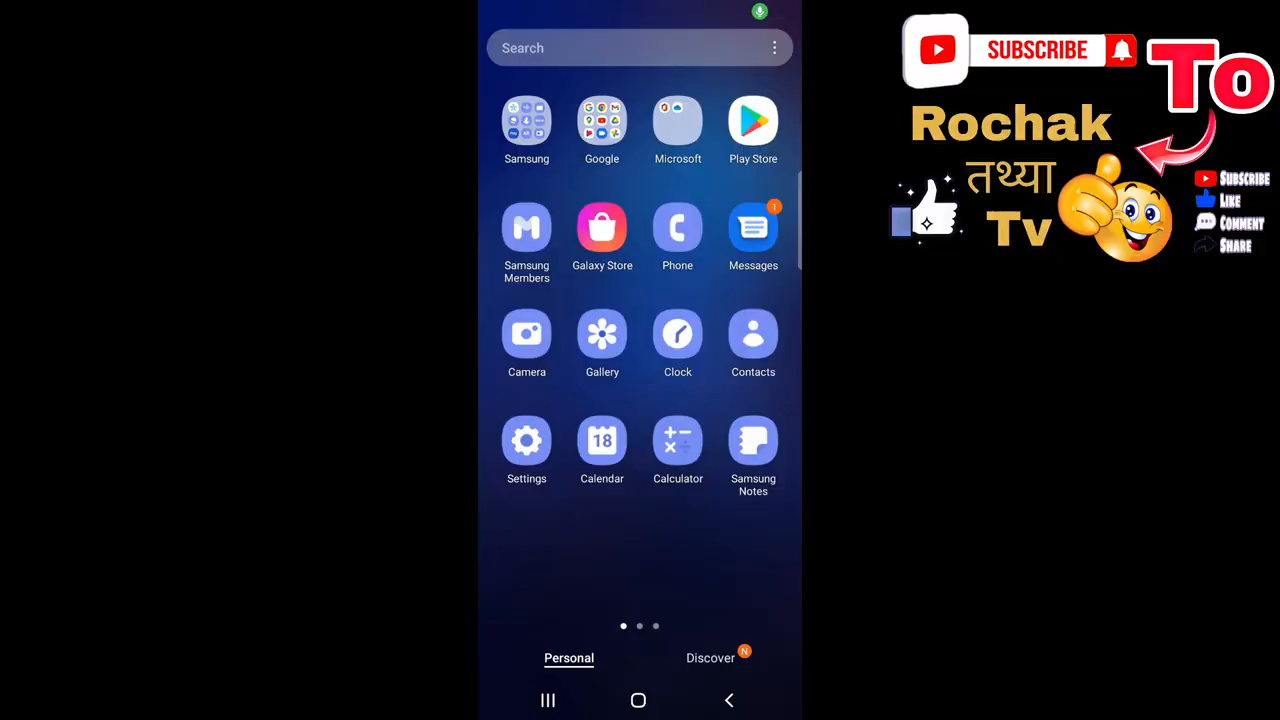 Search
Samsung
Google
Microsoft
Play Store
1
Samsung
Members
Galaxy Store
Phone
Messages
Camera
Gallery
Clock
Contacts
18
Settings
Calendar
Calculator
Samsung
Notes
Personal
Discover
N
SUBSCRIBE
To
Rochak
तथ्या
Tv
SUBSCRIBE
LIKE
COMMENT
SHARE